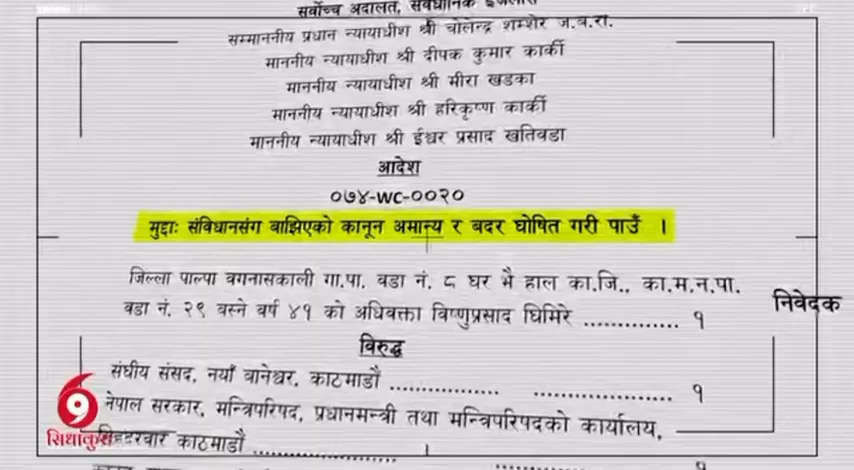 सर्वोच्च अदालत, संवैधानिक इजलास
सम्माननीय प्रधान न्यायाधीश श्री चोलेन्द्र शम्शेर ज.ब.रा.
माननीय न्यायाधीश श्री दीपक कुमार कार्की
माननीय न्यायाधीश श्री मीरा खडका
माननीय न्यायाधीश श्री हरिकृष्ण कार्की
माननीय न्यायाधीश श्री ईश्वर प्रसाद खतिवडा
आदेश
०७४-WC-००२०
मुद्दाः संविधानसंग बाझिएको कानून अमान्य र बदर घोषित गरी पाउँ ।
जिल्ला पाल्पा वगनासकाली गा.पा. वडा नं. ८ घर भै हाल का.जि., का.म.न.पा.
वडा नं. २९ बस्ने वर्ष ४१ को अधिवक्ता विष्णुप्रसाद घिमिरे .............. १
निवेदक
विरुद्ध
संघीय संसद, नयाँ बानेश्वर, काठमाडौं ................ ................ १
नेपाल सरकार, मन्त्रिपरिषद, प्रधानमन्त्री तथा मन्त्रिपरिषदको कार्यालय,
काठमाडौं ................
सिधाकुरा